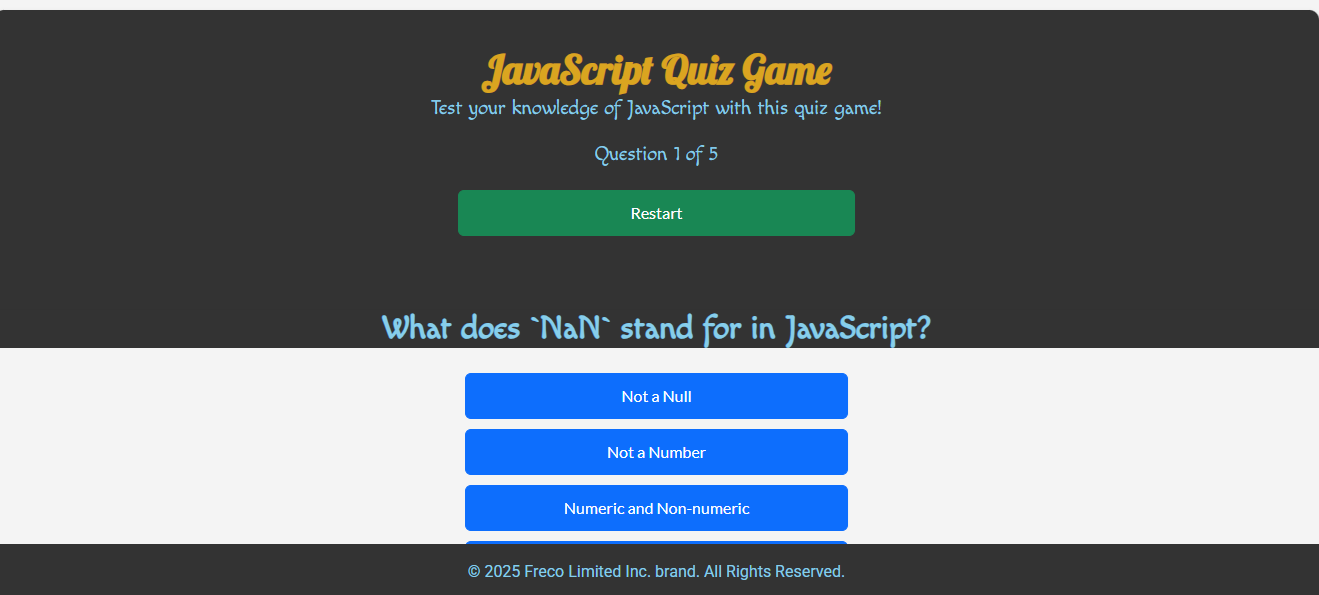 JavaScript Quiz Game
Test your knowledge of JavaScript with this quiz game!
Question 1 of 5
Restart
What does `NaN` stand for in JavaScript?
Not a Null
Not a Number
Numeric and Non-numeric
© 2025 Freco Limited Inc. brand. All Rights Reserved.